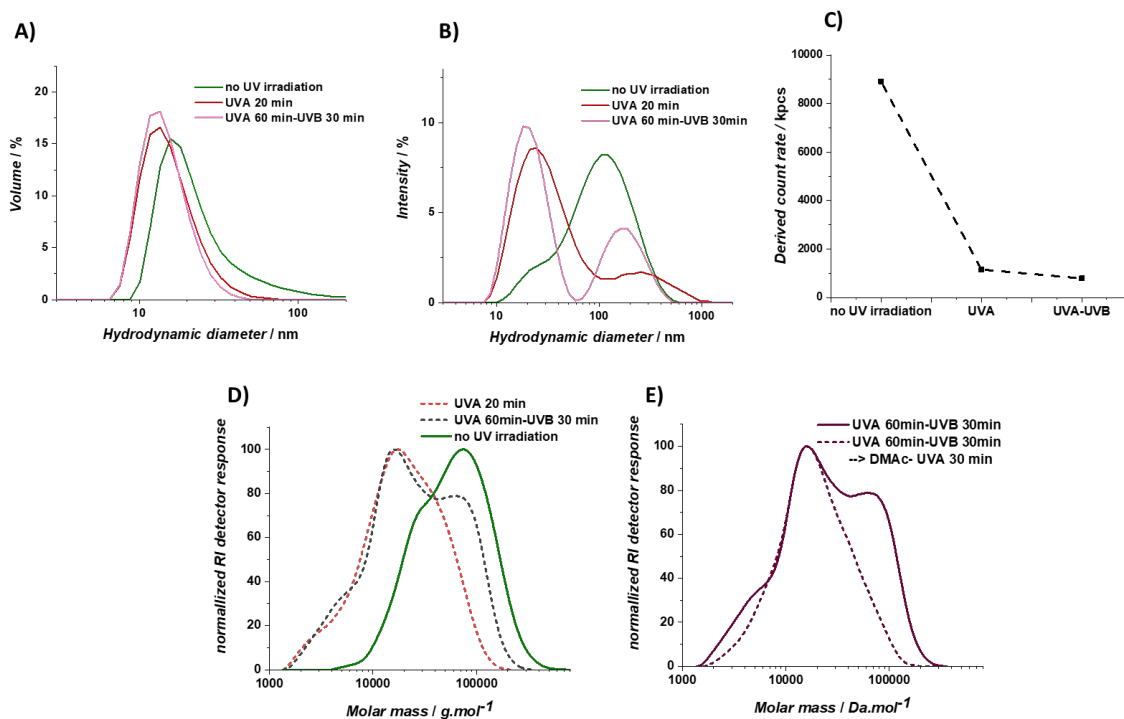 A)
no UV irradiation
UVA 20 min
UVA 60 min-UVB 30 min
20
15
10
5
0
Volume / %
10
100
Hydrodynamic diameter / nm
B)
no UV irradiation
UVA 20 min
UVA 60 min-UVB 30min
10
5
0
Intensity / %
10
100
1000
Hydrodynamic diameter / nm
C)
10000
8000
6000
4000
2000
0
Derived count rate / kpcs
no UV irradiation
UVA
UVA-UVB
D)
UVA 20 min
UVA 60min-UVB 30 min
no UV irradiation
100
80
60
40
20
0
normallized RI detector response
1000
10000
100000
Molar mass / g.mol-1
E)
UVA 60min-UVB 30min
UVA 60min-UVB 30min
--> DMAc- UVA 30 min
100
80
60
40
20
0
normallized RI detector response
1000
10000
100000
Molar mass / Da.mol-1